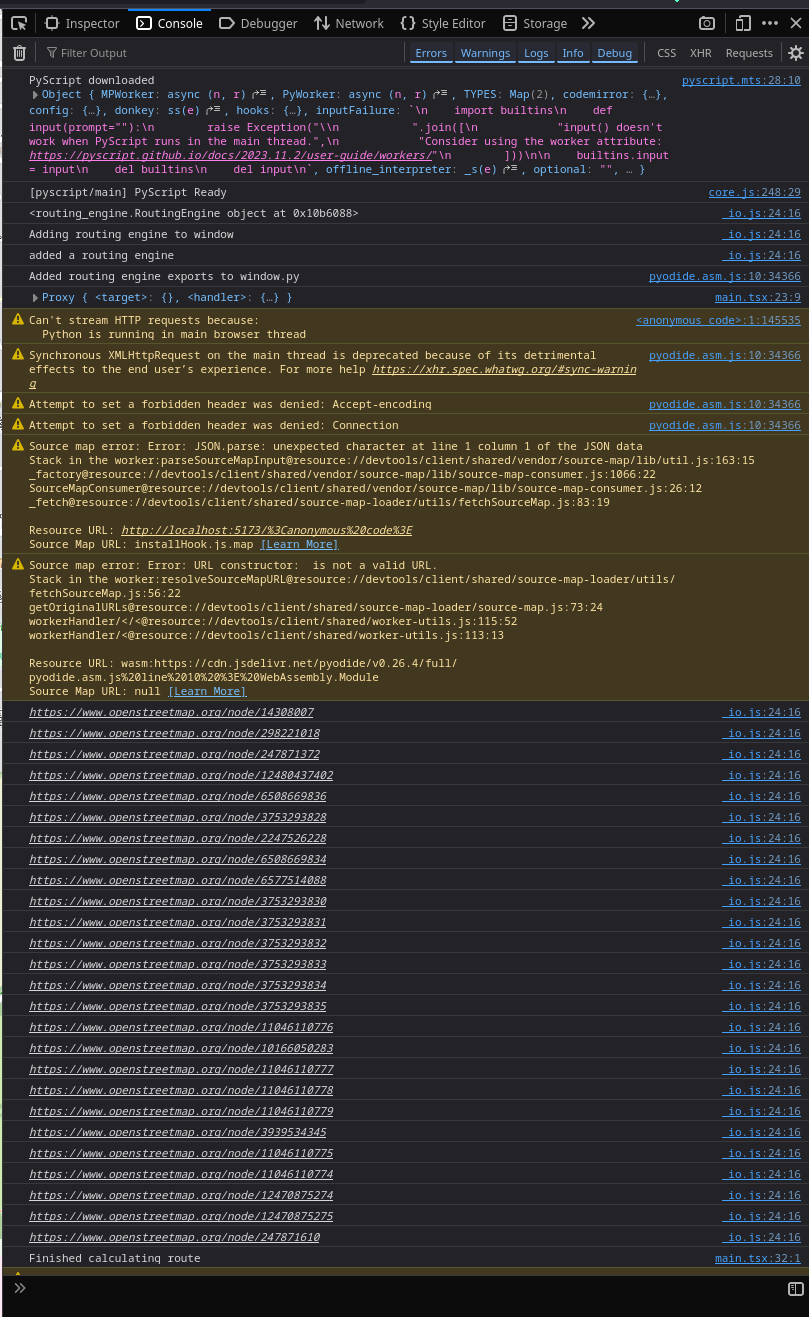 Inspector Console Debugger Network Style Editor Storage
Filter Output Errors Warnings Logs Info Debug CSS XHR Requests
PyScript downloaded pyscript.mts:28:10
Object { MPWorker: async (n, r), PyWorker: async (n, r), TYPES: Map(2), codemirror: {…},
config: {…}, donkey: ss(e), hooks: {…}, inputFailure: `\n    import builtins\n    def
input(prompt=""):\n        raise Exception("\\n           ".join([\n            "input() doesn't
work when PyScript runs in the main thread.",\n            "Consider using the worker attribute:
https://pyscript.github.io/docs/2023.11.2/user-guide/workers/"\n        ]))\n\n    builtins.input
= input\n    del builtins\n    del input\n`, offline_interpreter: _s(e), optional: "", … }
[pyscript/main] PyScript Ready core.js:248:29
<routing_engine.RoutingEngine object at 0x10b6088> _io.js:24:16
Adding routing engine to window _io.js:24:16
added a routing engine _io.js:24:16
Added routing engine exports to window.py pyodide.asm.js:10:34366
Proxy { <target>: {}, <handler>: {…} } main.tsx:23:9
Can't stream HTTP requests because: <anonymous code>:1:145535
Python is running in main browser thread
Synchronous XMLHttpRequest on the main thread is deprecated because of its detrimental pyodide.asm.js:10:34366
effects to the end user's experience. For more help https://xhr.spec.whatwg.org/#sync-warnin
g
Attempt to set a forbidden header was denied: Accept-encoding pyodide.asm.js:10:34366
Attempt to set a forbidden header was denied: Connection pyodide.asm.js:10:34366
Source map error: Error: JSON.parse: unexpected character at line 1 column 1 of the JSON data
Stack in the worker:parseSourceMapInput@resource://devtools/client/shared/vendor/source-map/lib/util.js:163:15
_factory@resource://devtools/client/shared/vendor/source-map/lib/source-map-consumer.js:1066:22
SourceMapConsumer@resource://devtools/client/shared/vendor/source-map/lib/source-map-consumer.js:26:12
_fetch@resource://devtools/client/shared/source-map-loader/utils/fetchSourceMap.js:83:19
Resource URL: http://localhost:5173/%3Canonymous%20code%3E
Source Map URL: installHook.js.map [Learn More]
Source map error: Error: URL constructor:  is not a valid URL.
Stack in the worker:resolveSourceMapURL@resource://devtools/client/shared/source-map-loader/utils/
fetchSourceMap.js:56:22
getOriginalURLs@resource://devtools/client/shared/source-map-loader/source-map.js:73:24
workerHandler/</<@resource://devtools/client/shared/worker-utils.js:115:52
workerHandler/<@resource://devtools/client/shared/worker-utils.js:113:13
Resource URL: wasm:https://cdn.jsdelivr.net/pyodide/v0.26.4/full/
pyodide.asm.js%20line%2010%20%3E%20WebAssembly.Module
Source Map URL: null [Learn More]
https://www.openstreetmap.org/node/14308007 _io.js:24:16
https://www.openstreetmap.org/node/298221018 _io.js:24:16
https://www.openstreetmap.org/node/247871372 _io.js:24:16
https://www.openstreetmap.org/node/12480437402 _io.js:24:16
https://www.openstreetmap.org/node/6508669836 _io.js:24:16
https://www.openstreetmap.org/node/3753293828 _io.js:24:16
https://www.openstreetmap.org/node/2247526228 _io.js:24:16
https://www.openstreetmap.org/node/6508669834 _io.js:24:16
https://www.openstreetmap.org/node/6577514088 _io.js:24:16
https://www.openstreetmap.org/node/3753293830 _io.js:24:16
https://www.openstreetmap.org/node/3753293831 _io.js:24:16
https://www.openstreetmap.org/node/3753293832 _io.js:24:16
https://www.openstreetmap.org/node/3753293833 _io.js:24:16
https://www.openstreetmap.org/node/3753293834 _io.js:24:16
https://www.openstreetmap.org/node/3753293835 _io.js:24:16
https://www.openstreetmap.org/node/11046110776 _io.js:24:16
https://www.openstreetmap.org/node/10166050283 _io.js:24:16
https://www.openstreetmap.org/node/11046110777 _io.js:24:16
https://www.openstreetmap.org/node/11046110778 _io.js:24:16
https://www.openstreetmap.org/node/11046110779 _io.js:24:16
https://www.openstreetmap.org/node/3939534345 _io.js:24:16
https://www.openstreetmap.org/node/11046110775 _io.js:24:16
https://www.openstreetmap.org/node/11046110774 _io.js:24:16
https://www.openstreetmap.org/node/12470875274 _io.js:24:16
https://www.openstreetmap.org/node/12470875275 _io.js:24:16
https://www.openstreetmap.org/node/247871610 _io.js:24:16
Finished calculating route main.tsx:32:1